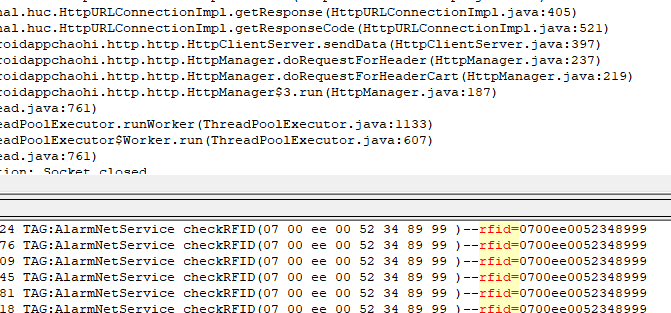 nal.huc.HttpURLConnectionImpl.getResponse(HttpURLConnectionImpl.java:405)
nal.huc.HttpURLConnectionImpl.getResponseCode(HttpURLConnectionImpl.java:521)
roidappchaohi.http.http.HttpClientServer.sendData(HttpClientServer.java:397)
roidappchaohi.http.http.HttpManager.doRequestForHeader(HttpManager.java:237)
roidappchaohi.http.http.HttpManager.doRequestForHeaderCart(HttpManager.java:219)
roidappchaohi.http.http.HttpManager$3.run(HttpManager.java:187)
ead.java:761)
eadPoolExecutor.runWorker(ThreadPoolExecutor.java:1133)
eadPoolExecutor$Worker.run(ThreadPoolExecutor.java:607)
ead.java:761)
tion: Socket closed
24 TAG:AlarmNetService checkRFID(07 00 ee 00 52 34 89 99 )--rfid=0700ee0052348999
76 TAG:AlarmNetService checkRFID(07 00 ee 00 52 34 89 99 )--rfid=0700ee0052348999
09 TAG:AlarmNetService checkRFID(07 00 ee 00 52 34 89 99 )--rfid=0700ee0052348999
45 TAG:AlarmNetService checkRFID(07 00 ee 00 52 34 89 99 )--rfid=0700ee0052348999
81 TAG:AlarmNetService checkRFID(07 00 ee 00 52 34 89 99 )--rfid=0700ee0052348999
18 TAG:AlarmNetService checkRFID(07 00 ee 00 52 34 89 99 )--rfid=0700ee0052348999